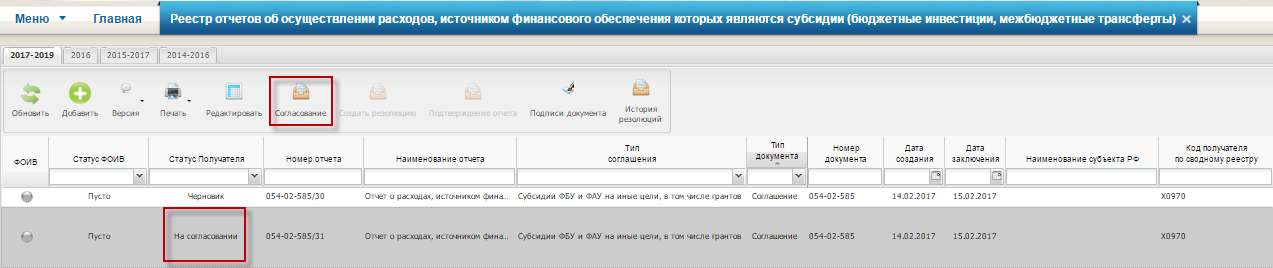 Меню Главная Реестр отчетов об осуществлении расходов, источником финансового обеспечения которых являются субсидии (бюджетные инвестиции, межбюджетные трансферты) ×
2017-2019 2016 2015-2017 2014-2016
Обновить Добавить Версия Печать Редактировать Согласование Создать резолюцию Подтверждение отчета Подписи документа История
резолюций
ФОИВ Статус ФОИВ Статус Получателя Номер отчета Наименование отчета Тип
соглашения Тип
документа Номер
документа Дата
создания Дата
заключения Наименование субъекта РФ Код получателя
по сводному реестру
Пусто Черновик 054-02-585/30 Отчет о расходах, источником фина... Субсидии ФБУ и ФАУ на иные цели, в том числе грантов Соглашение 054-02-585 14.02.2017 15.02.2017 X0970
Пусто На согласовании 054-02-585/31 Отчет о расходах, источником фина... Субсидии ФБУ и ФАУ на иные цели, в том числе грантов Соглашение 054-02-585 14.02.2017 15.02.2017 X0970